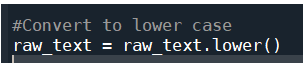 #Convert to lower case
raw_text = raw_text.lower()